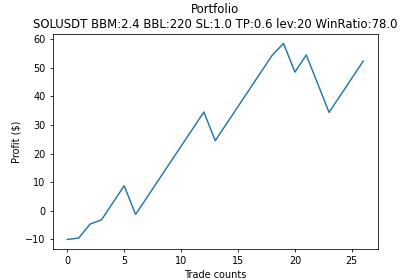 Portfolio
SOLUSDT BBM:2.4 BBL:220 SL:1.0 TP:0.6 lev:20 WinRatio:78.0
60
50
40
30
20
10
0
−10
Profit ($)
0 5 10 15 20 25
Trade counts